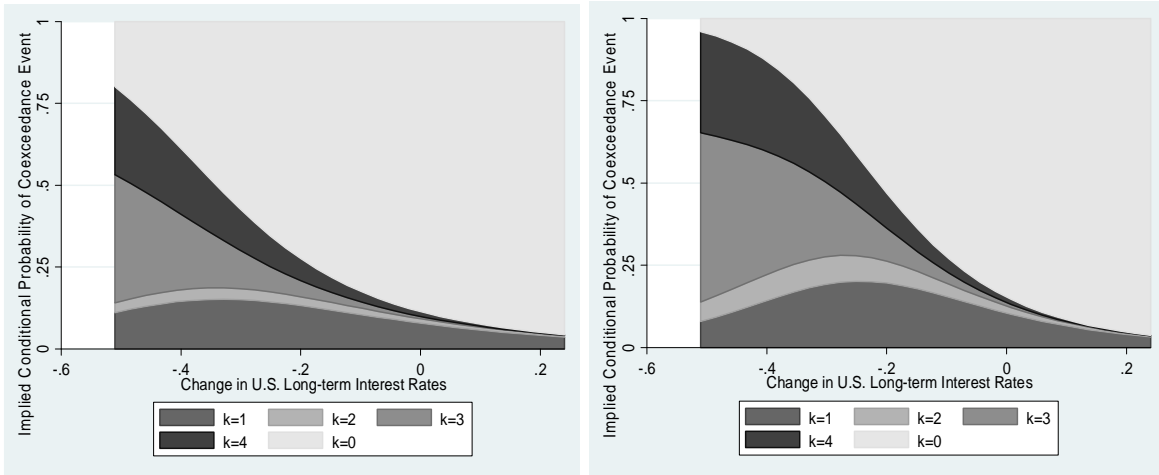 Implied Conditional Probability of Coexceedance Event
1
.75
.5
.25
0
-.6
-.4
-.2
0
.2
Change in U.S. Long-term Interest Rates
k=1
k=2
k=3
k=4
k=0
Implied Conditional Probability of Coexceedance Event
1
.75
.5
.25
0
-.6
-.4
-.2
0
.2
Change in U.S. Long-term Interest Rates
k=1
k=2
k=3
k=4
k=0